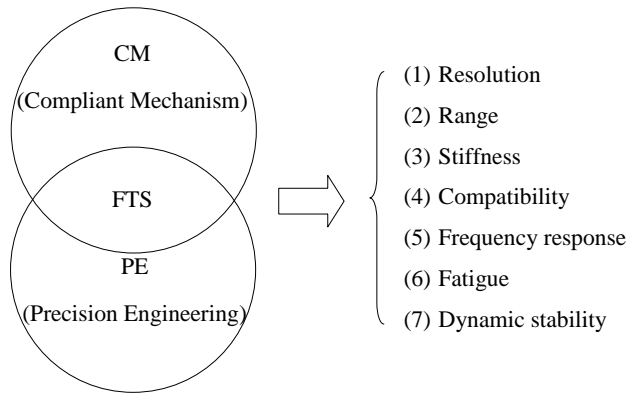 CM
(Compliant Mechanism)
FTS
PE
(Precision Engineering)
(1) Resolution
(2) Range
(3) Stiffness
(4) Compatibility
(5) Frequency response
(6) Fatigue
(7) Dynamic stability